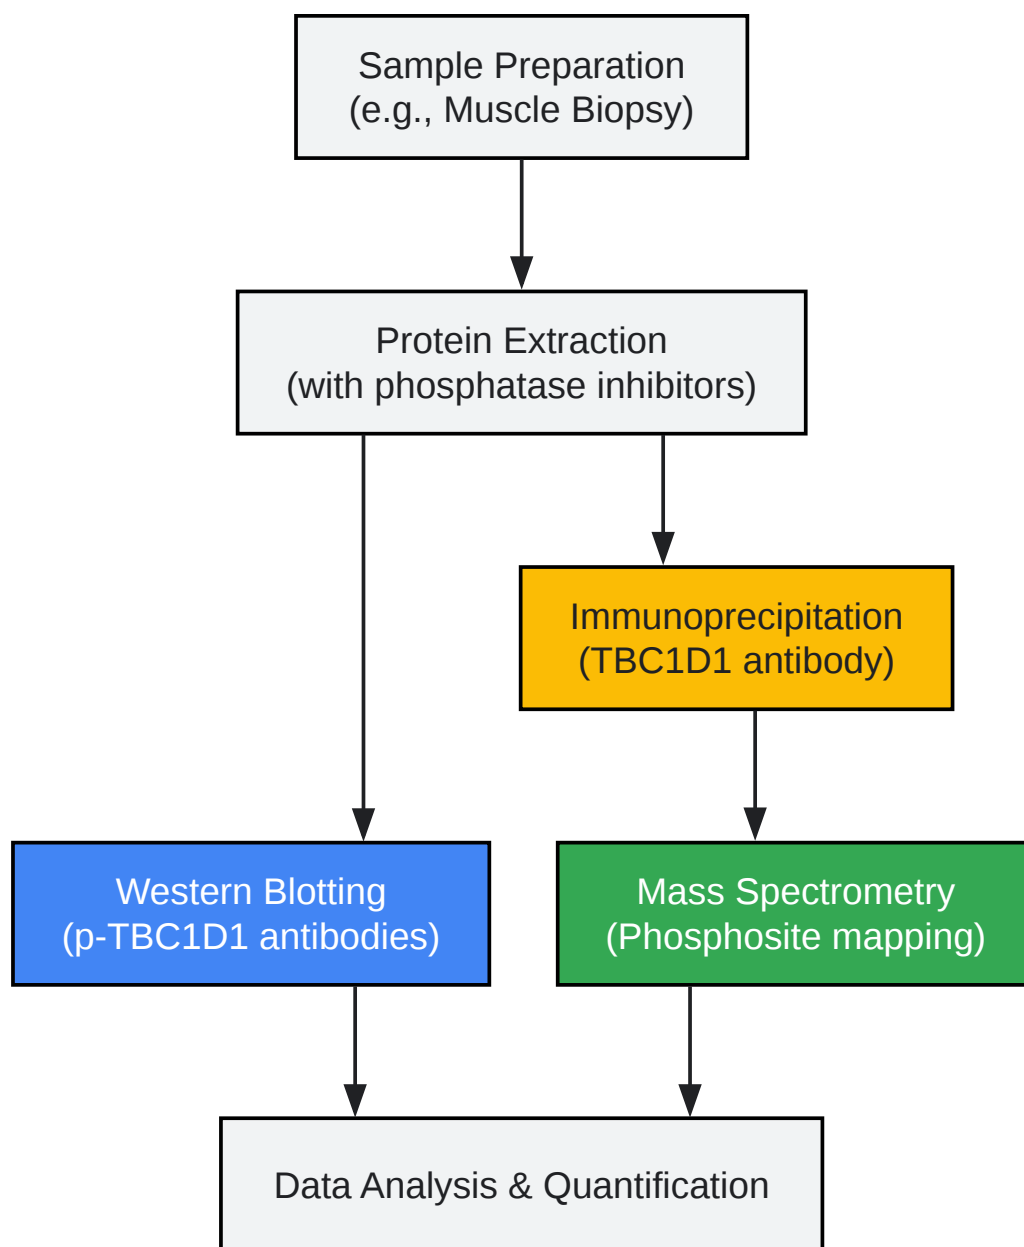 Sample Preparation
(e.g., Muscle Biopsy)
Protein Extraction
(with phosphatase inhibitors)
Immunoprecipitation
(TBC1D1 antibody)
Western Blotting
(p-TBC1D1 antibodies)
Mass Spectrometry
(Phosphosite mapping)
Data Analysis & Quantification